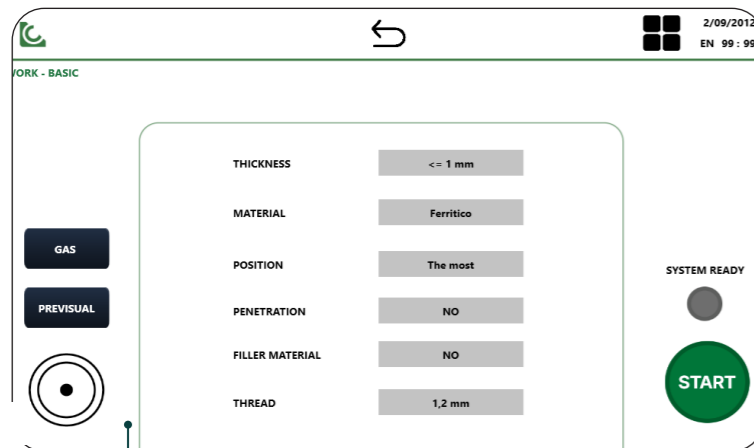 2/09/2012
EN 99 : 99
WORK - BASIC
THICKNESS <= 1 mm
MATERIAL Ferritico
GAS
POSITION The most
SYSTEM READY
PREVISUAL
PENETRATION NO
FILLER MATERIAL NO
START
THREAD 1,2 mm